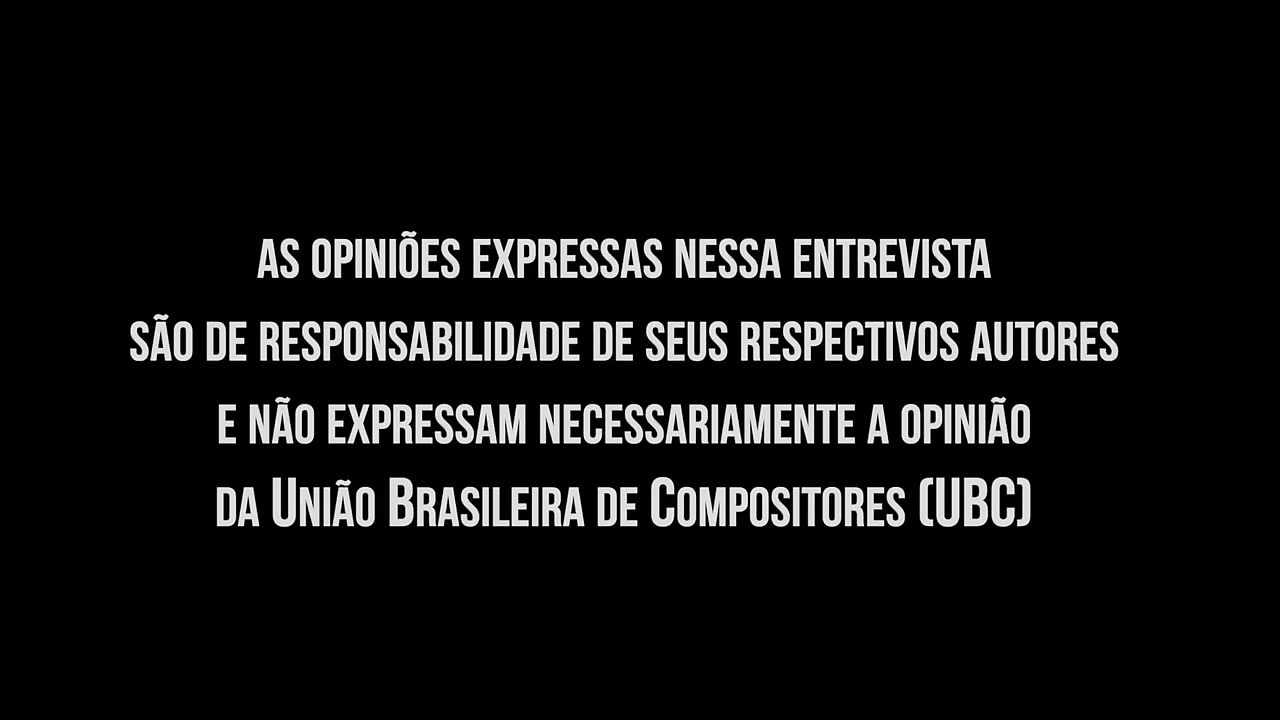 AS OPINIÕES EXPRESSAS NESSA ENTREVISTA
SÃO DE RESPONSABILIDADE DE SEUS RESPECTIVOS AUTORES
E NÃO EXPRESSAM NECESSARIAMENTE A OPINIÃO
DA UNIÃO BRASILEIRA DE COMPOSITORES (UBC)